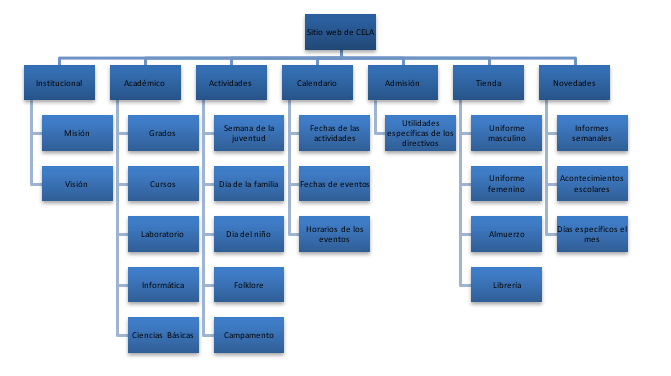 Sitio web de CELA
Institucional
Académico
Actividades
Calendario
Admisión
Tienda
Novedades
Misión
Visión
Grados
Cursos
Laboratorio
Informática
Ciencias Básicas
Semana de la
juventud
Dia de la familia
Dia del niño
Folklore
Campamento
Fechas de las
actividades
Fechas de eventos
Horarios de los
eventos
Utilidades
específicas de los
directivos
Uniforme
masculino
Uniforme
femenino
Almuerzo
Librería
Informes
semanales
Acontecimientos
escolares
Días específicos el
mes